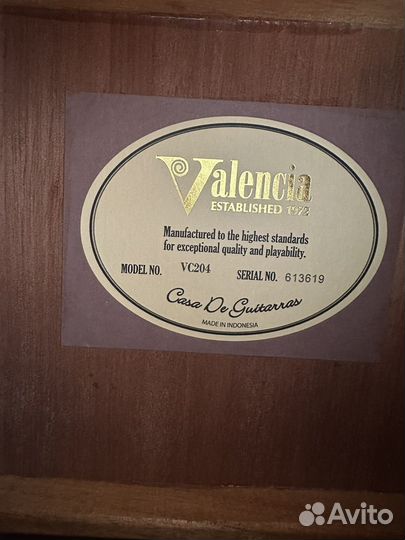 Valencia
ESTABLISHED 1975
Manufactured to the highest standards
for exceptional quality and playability.
MODEL NO. VC204 SERIAL NO. 613619
Casa De Guitarras
MADE IN INDONESIA
Avito